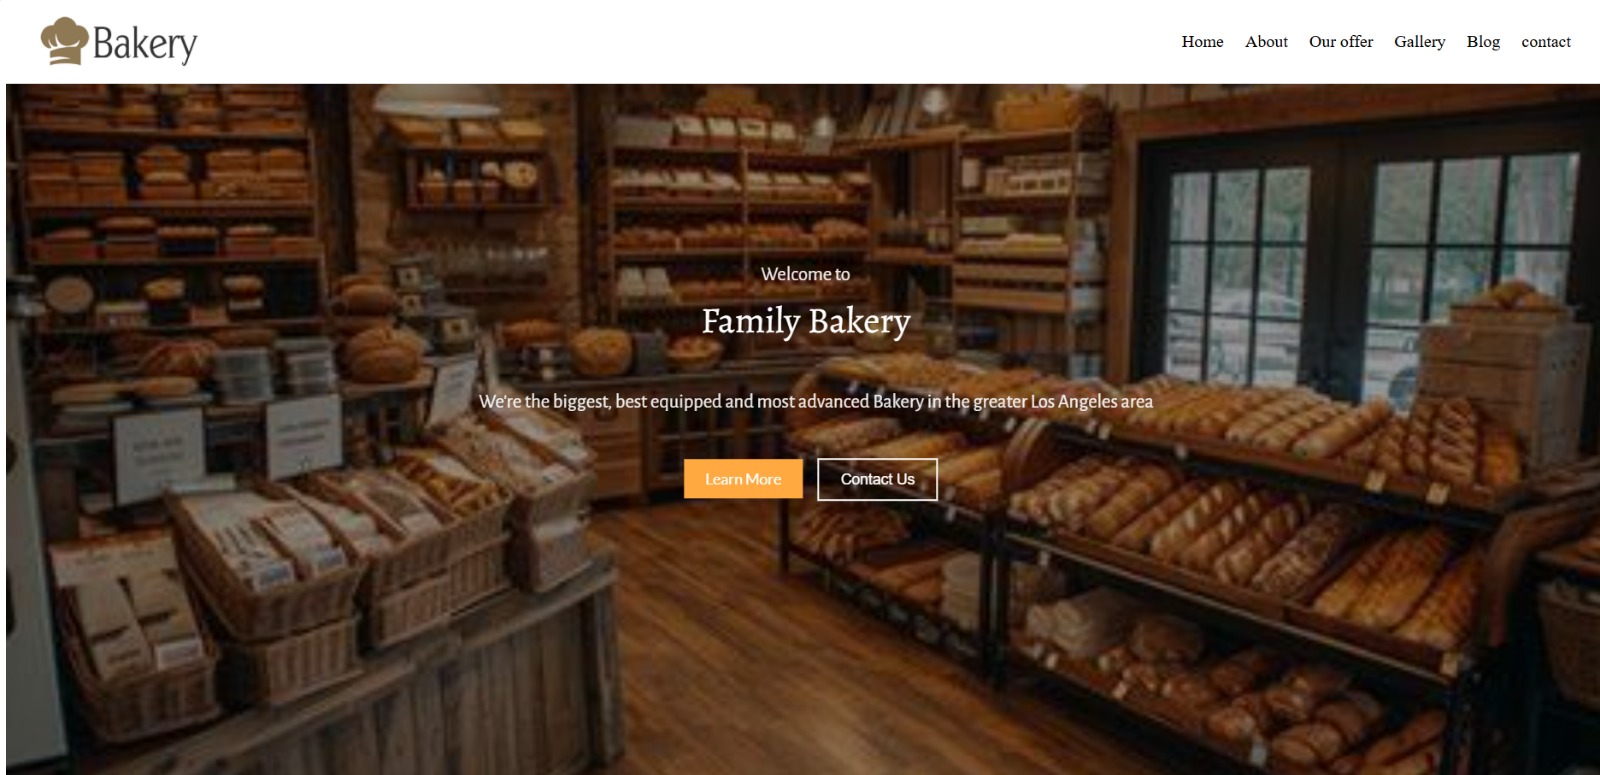 Bakery
Home About Our offer Gallery Blog contact
Welcome to
Family Bakery
We're the biggest, best equipped and most advanced Bakery in the greater Los Angeles area
Learn More Contact Us